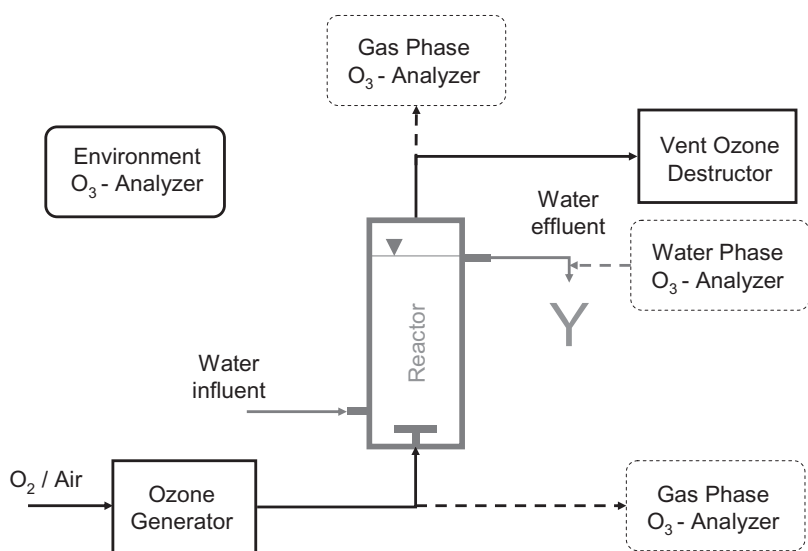 Gas Phase
O₃ - Analyzer
Environment
O₃ - Analyzer
Vent Ozone
Destructor
Water
effluent
Water Phase
O₃ - Analyzer
Reactor
Water
influent
O₂ / Air
Ozone
Generator
Gas Phase
O₃ - Analyzer